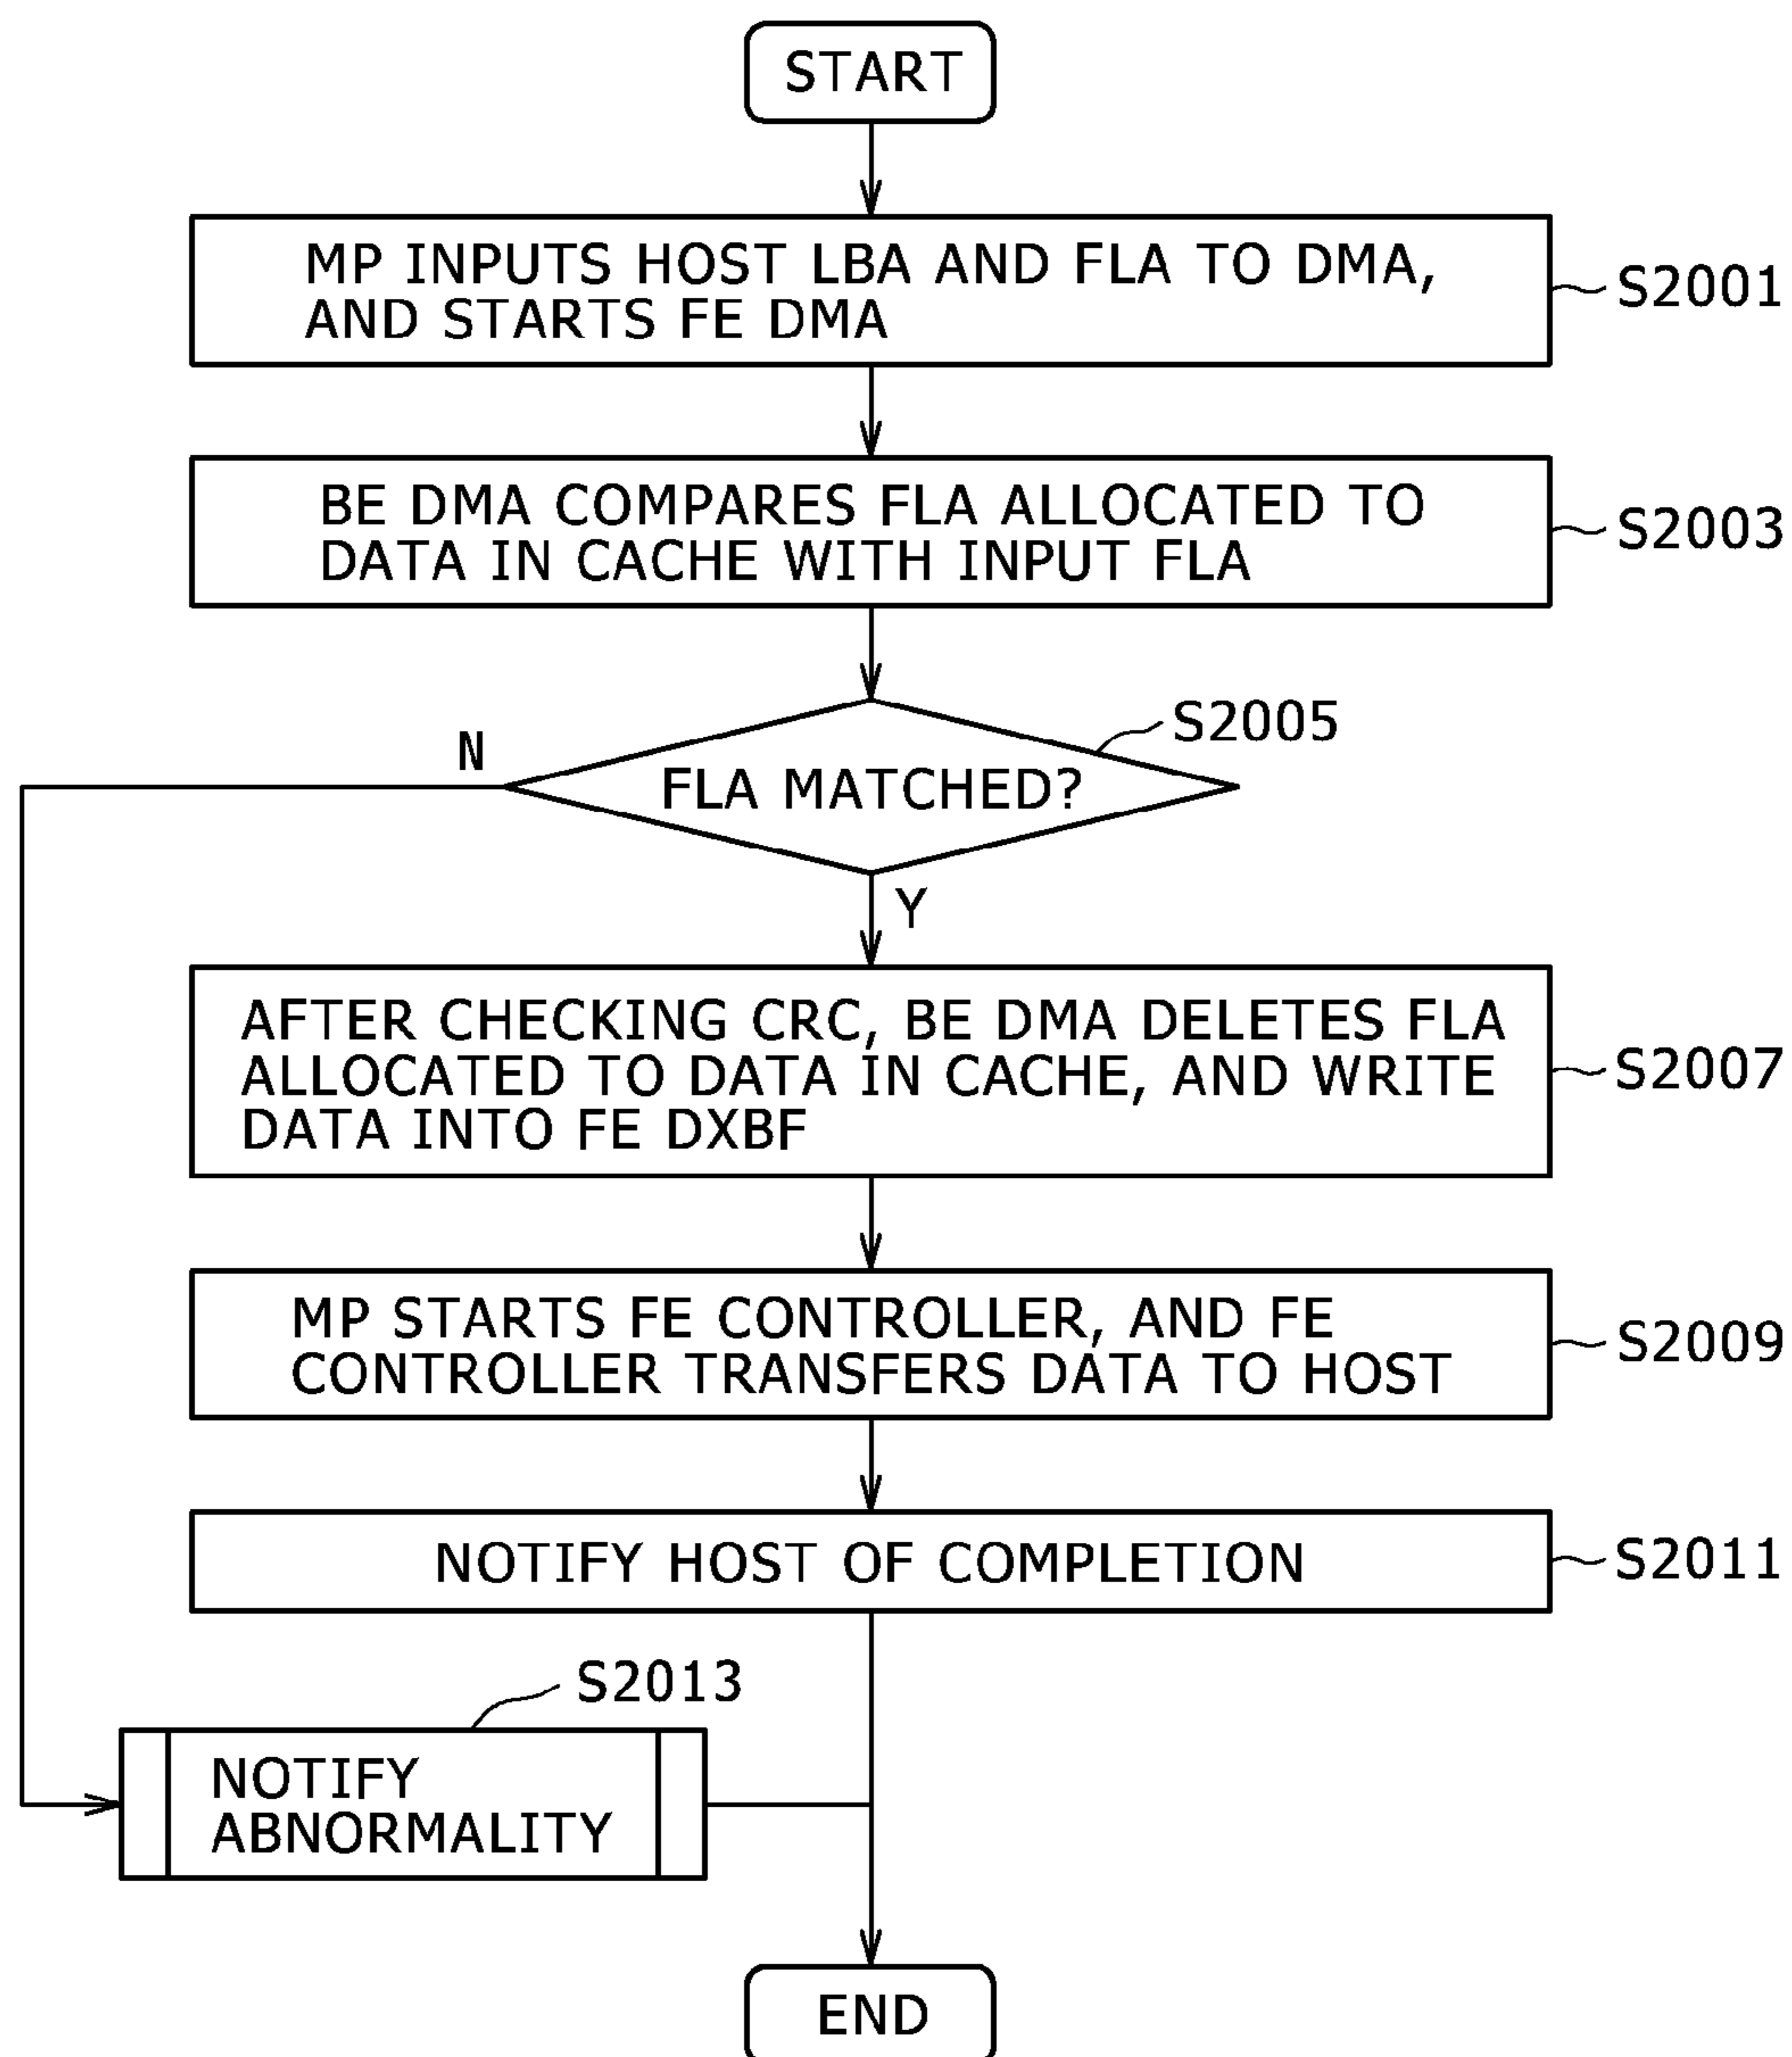 START
MP INPUTS HOST LBA AND FLA TO DMA,
AND STARTS FE DMA
S2001
BE DMA COMPARES FLA ALLOCATED TO
DATA IN CACHE WITH INPUT FLA
S2003
S2005
N
FLA MATCHED?
Y
AFTER CHECKING CRC, BE DMA DELETES FLA
ALLOCATED TO DATA IN CACHE, AND WRITE
DATA INTO FE DXBF
S2007
MP STARTS FE CONTROLLER, AND FE
CONTROLLER TRANSFERS DATA TO HOST
S2009
NOTIFY HOST OF COMPLETION
S2011
S2013
NOTIFY
ABNORMALITY
END